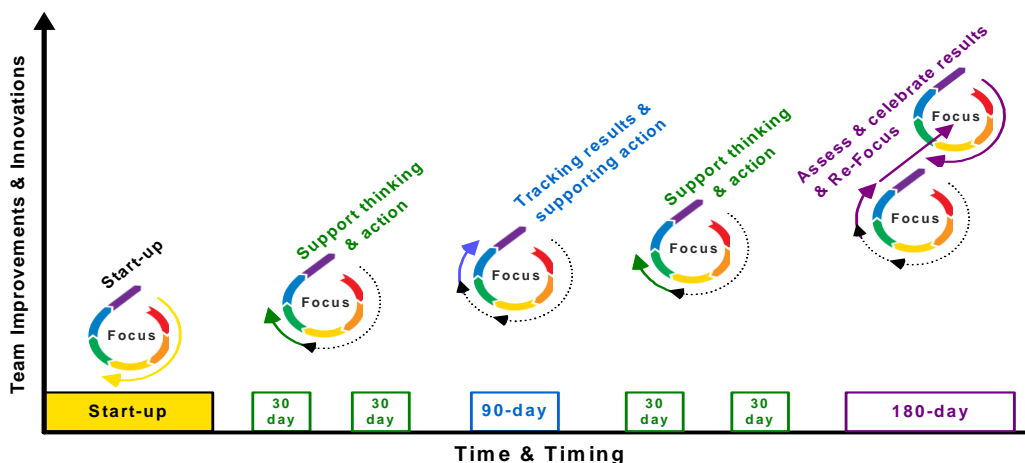 Team Improvements & Innovations
Start-up
Focus
Support thinking
& action
Focus
Tracking results &
supporting action
Focus
Support thinking
& action
Focus
Assess & celebrate results
& Re-Focus
Focus
Focus
Start-up
30
day
30
day
90-day
30
day
30
day
180-day
Time & Timing